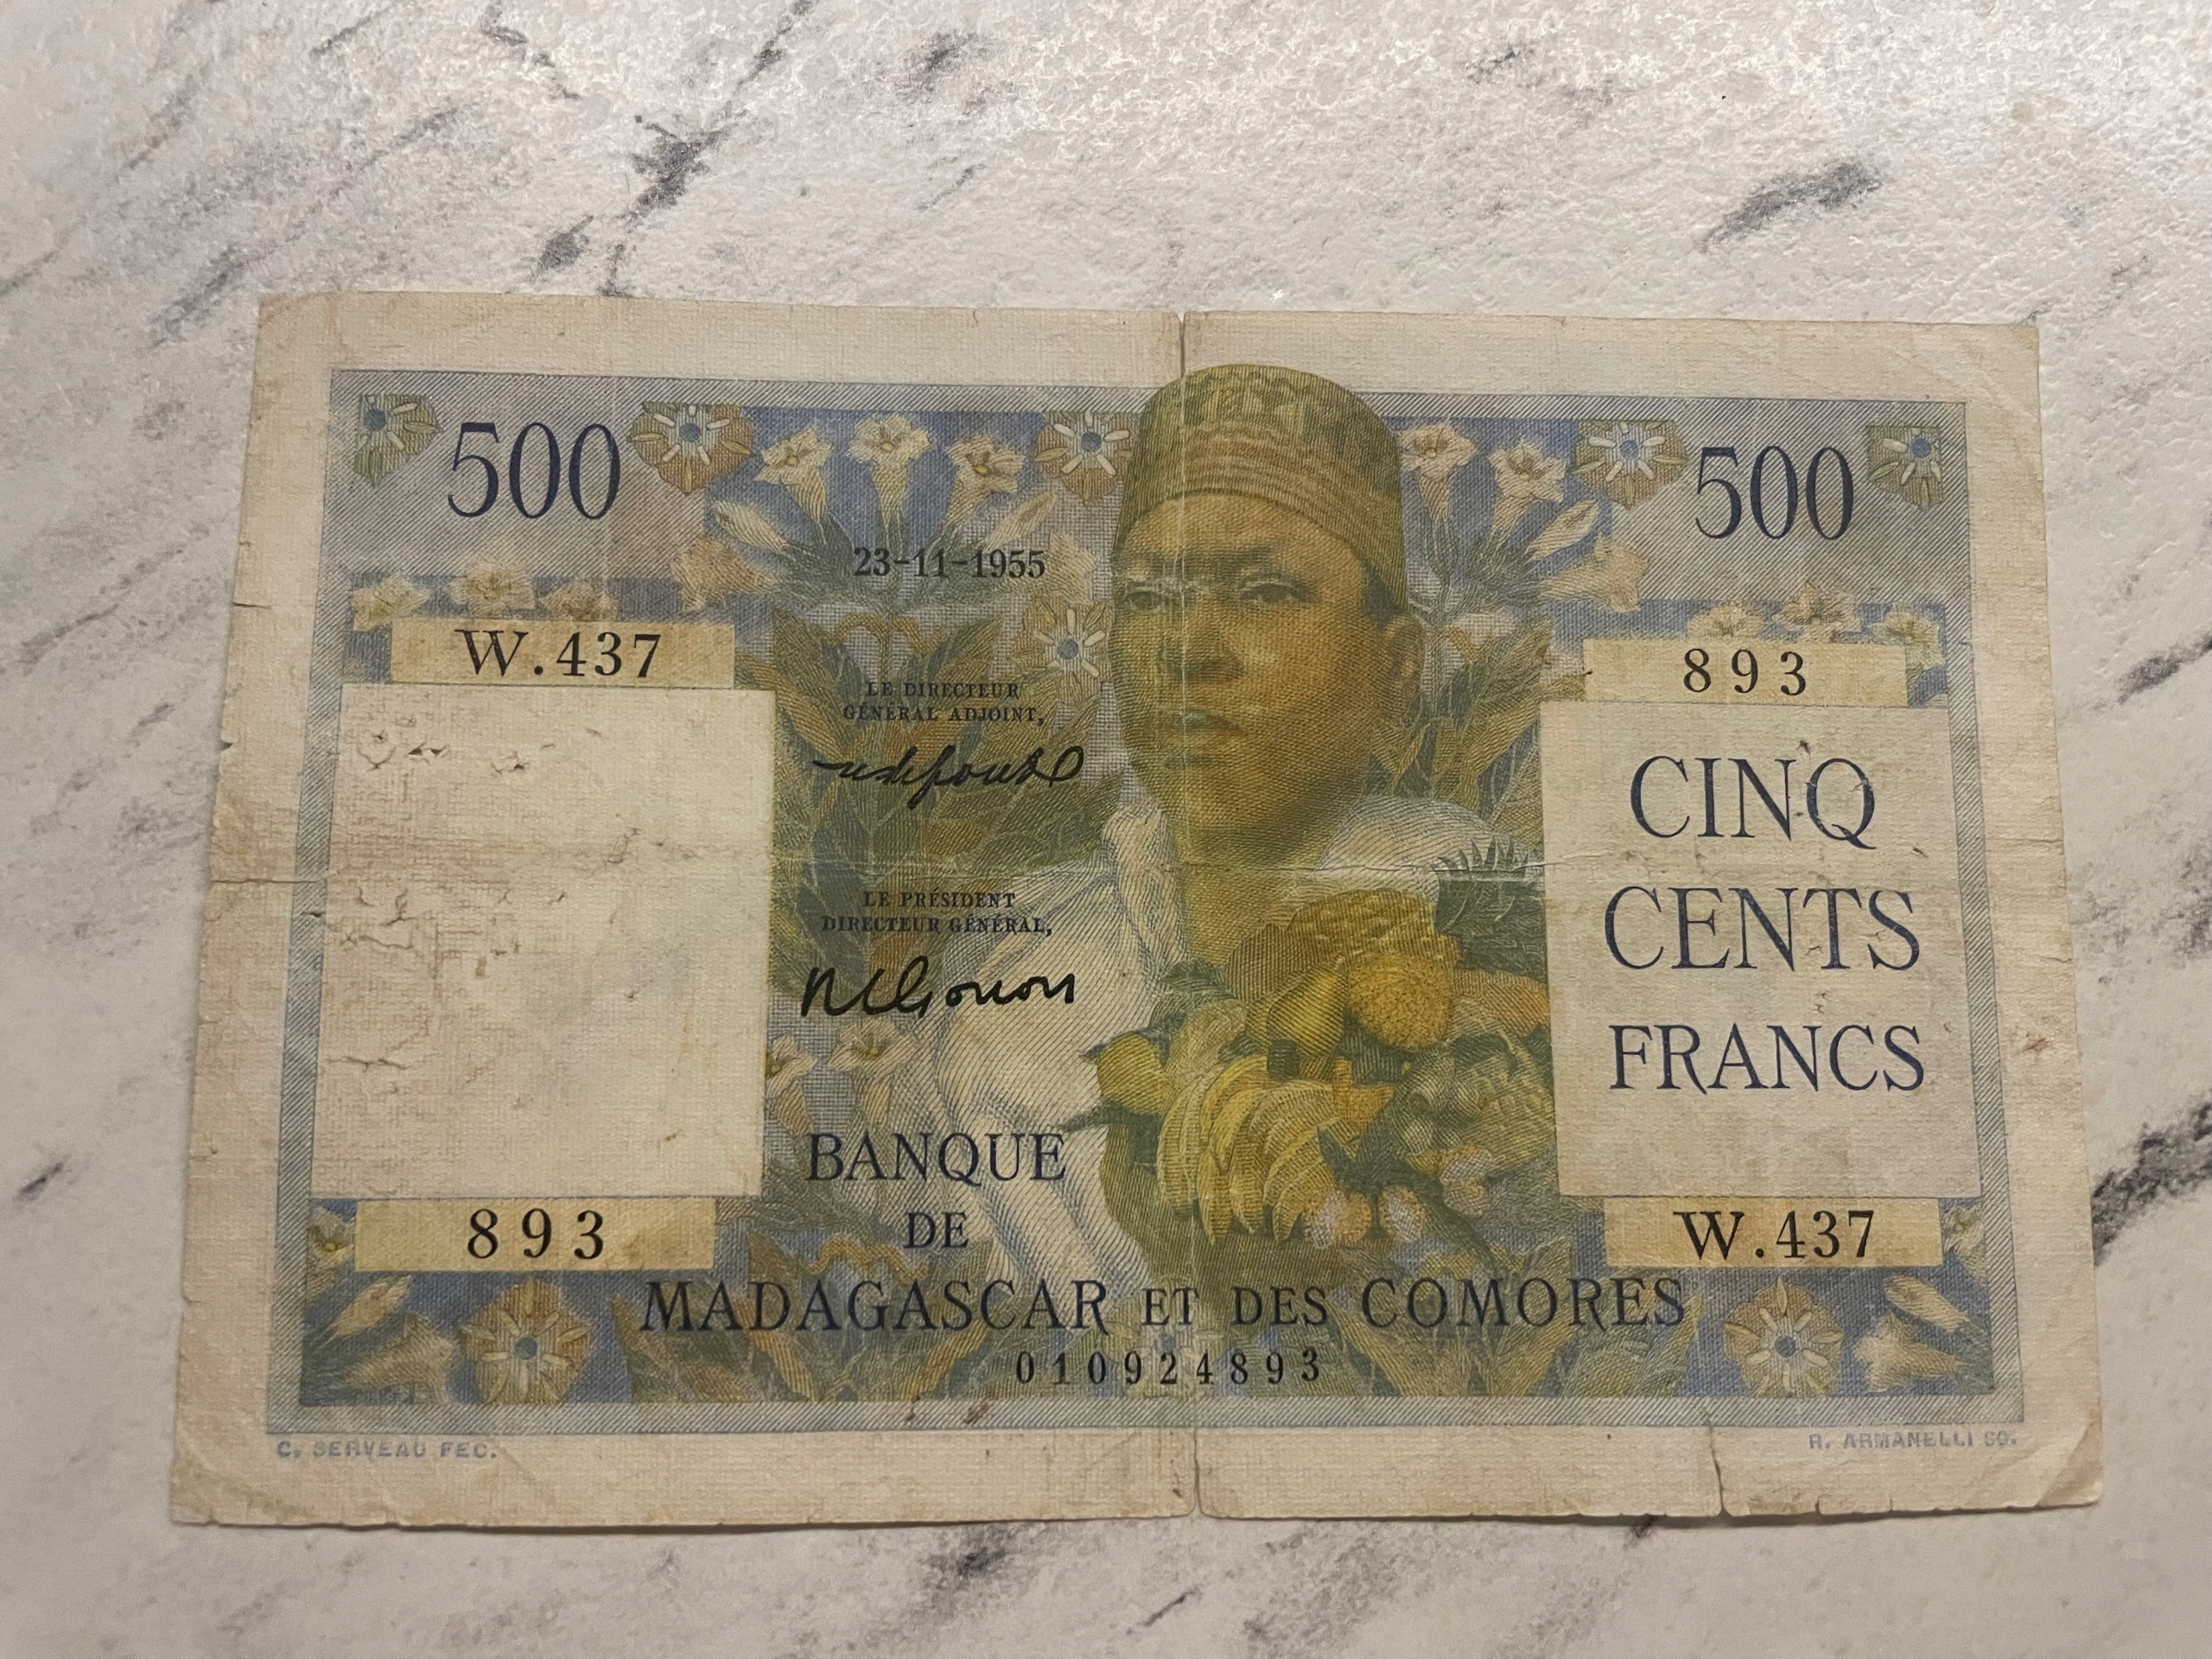 500
500
23-11-1955
W.437
893
LE DIRECTEUR
GÉNÉRAL ADJOINT,
CINQ
CENTS
FRANCS
LE PRÉSIDENT
DIRECTEUR GÉNÉRAL,
BANQUE
DE
MADAGASCAR ET DES COMORES
893
W.437
010924893
C. SERVEAU FEC.
R. ARMANELLI SC.